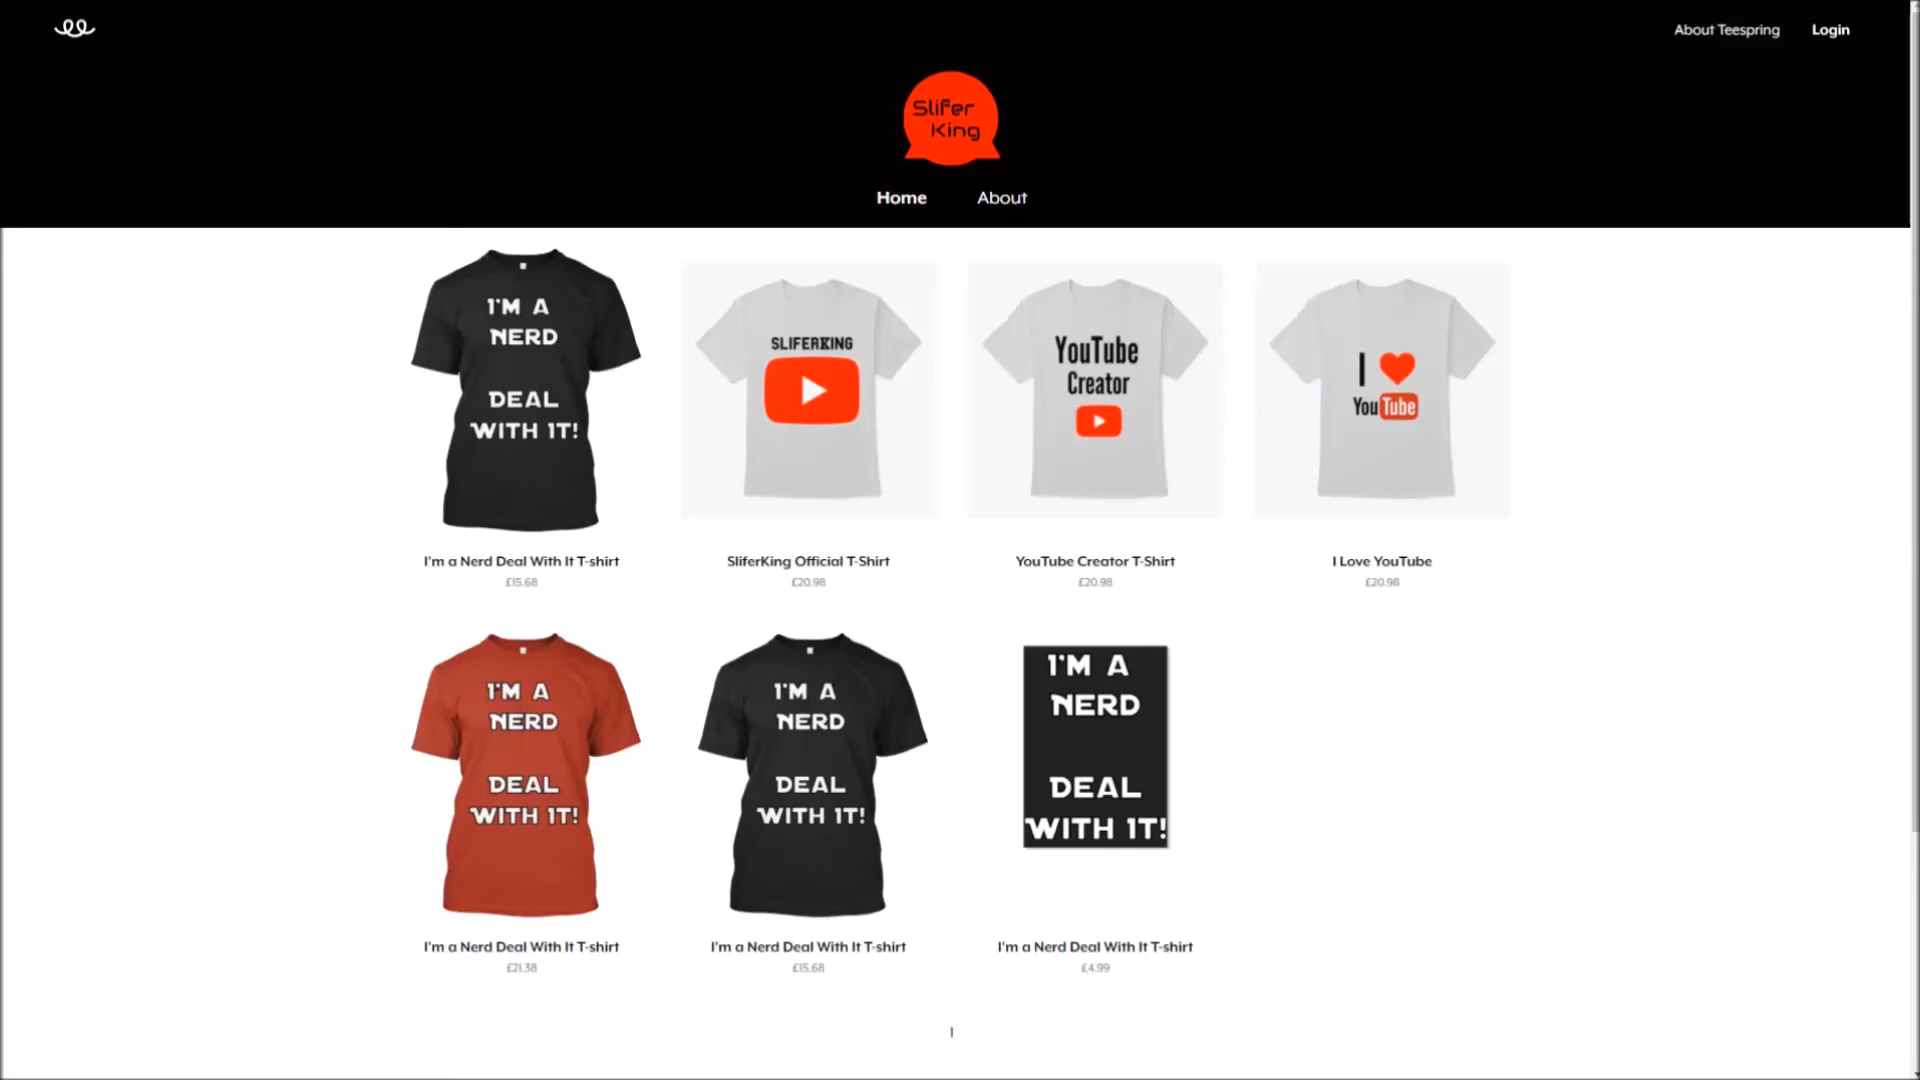 About Teespring
Login
Slifer
King
Home
About
I'M A
NERD
DEAL
WITH IT!
SLIFERKING
YouTube
Creator
I
YouTube
I'm a Nerd Deal With It T-shirt
£15.68
SliferKing Official T-Shirt
£20.98
YouTube Creator T-Shirt
£20.98
I Love YouTube
£20.98
I'M A
NERD
DEAL
WITH IT!
I'M A
NERD
DEAL
WITH IT!
I'M A
NERD
DEAL
WITH IT!
I'm a Nerd Deal With It T-shirt
£21.38
I'm a Nerd Deal With It T-shirt
£15.68
I'm a Nerd Deal With It T-shirt
£4.99
1